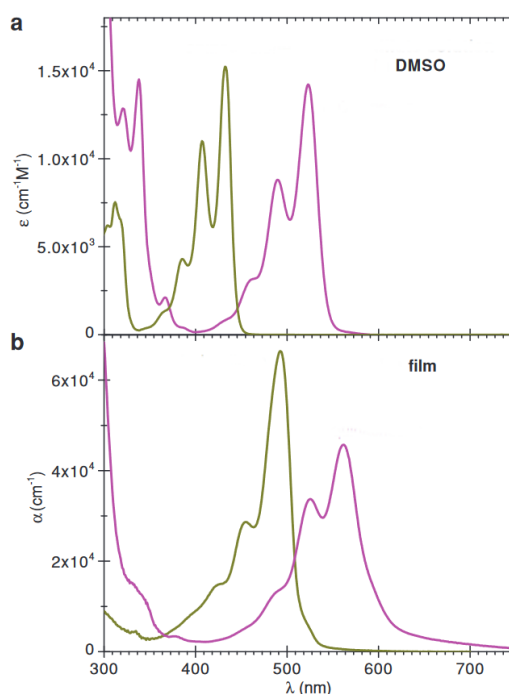 a
DMSO
1.5x10⁴
1.0x10⁴
5.0x10³
0
ε (cm⁻¹M⁻¹)
b
film
6x10⁴
4x10⁴
2x10⁴
0
α (cm⁻¹)
300 400 500 600 700
λ (nm)